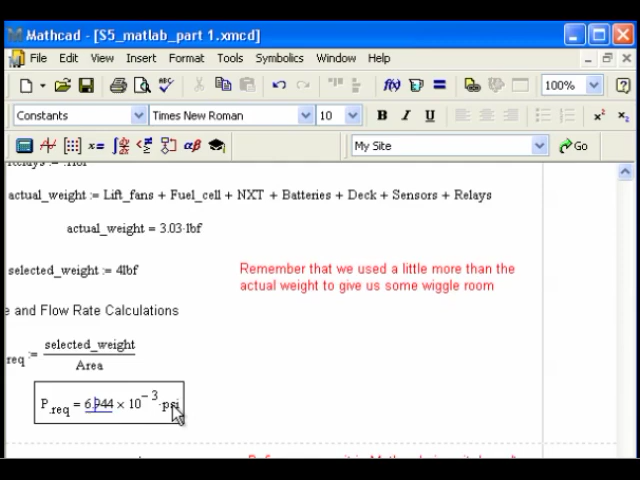 Mathcad - [S5_matlab_part 1.xmcd]
File Edit View Insert Format Tools Symbolics Window Help
100%
Constants Times New Roman 10 B I U
My Site Go
Relays := .1lbf
actual_weight := Lift_fans + Fuel_cell + NXT + Batteries + Deck + Sensors + Relays
actual_weight = 3.03·lbf
selected_weight := 4lbf
Remember that we used a little more than the
actual weight to give us some wiggle room
e and Flow Rate Calculations
.req := selected_weight
Area
P.req = 6.944 × 10^-3·psi